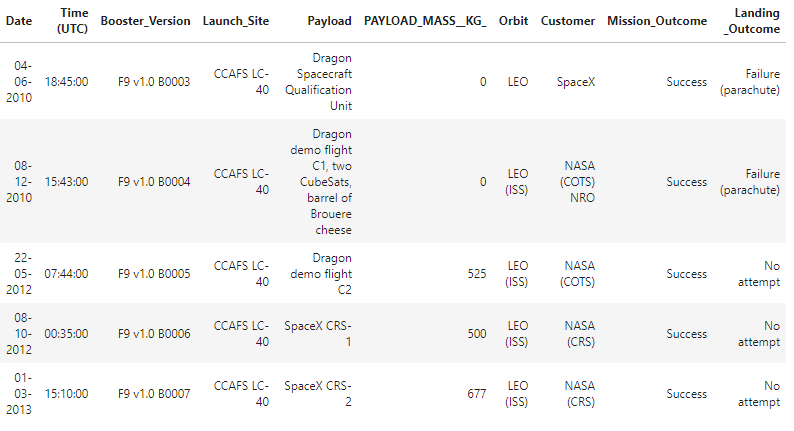 Date Time (UTC) Booster_Version Launch_Site Payload PAYLOAD_MASS__KG_ Orbit Customer Mission_Outcome Landing _Outcome
04-06-2010 18:45:00 F9 v1.0 B0003 CCAFS LC-40 Dragon Spacecraft Qualification Unit 0 LEO SpaceX Success Failure (parachute)
08-12-2010 15:43:00 F9 v1.0 B0004 CCAFS LC-40 Dragon demo flight C1, two CubeSats, barrel of Brouere cheese 0 LEO (ISS) NASA (COTS) NRO Success Failure (parachute)
22-05-2012 07:44:00 F9 v1.0 B0005 CCAFS LC-40 Dragon demo flight C2 525 LEO (ISS) NASA (COTS) Success No attempt
08-10-2012 00:35:00 F9 v1.0 B0006 CCAFS LC-40 SpaceX CRS-1 500 LEO (ISS) NASA (CRS) Success No attempt
01-03-2013 15:10:00 F9 v1.0 B0007 CCAFS LC-40 SpaceX CRS-2 677 LEO (ISS) NASA (CRS) Success No attempt